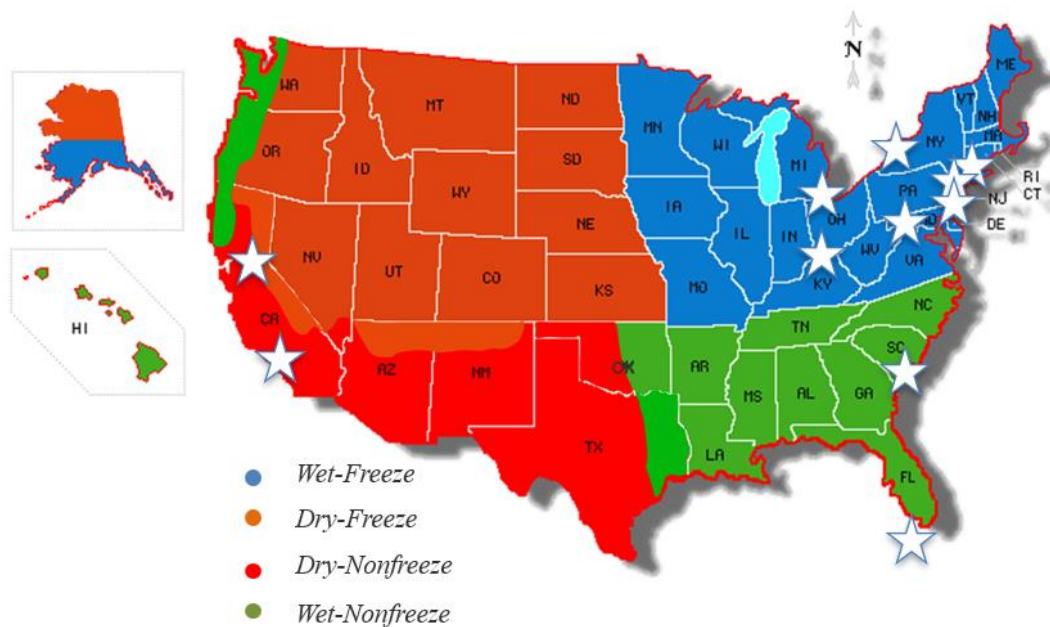 N
ME
WA
MT
ND
MN
VT
NH
OR
ID
SD
WI
MI
NY
MA
WY
RI
CT
NE
IA
PA
NJ
NV
UT
CO
IL
IN
OH
WV
DE
KS
MO
KY
VA
HI
CA
OK
TN
NC
AZ
NM
AR
SC
MS
AL
GA
TX
LA
FL
Wet-Freeze
Dry-Freeze
Dry-Nonfreeze
Wet-Nonfreeze